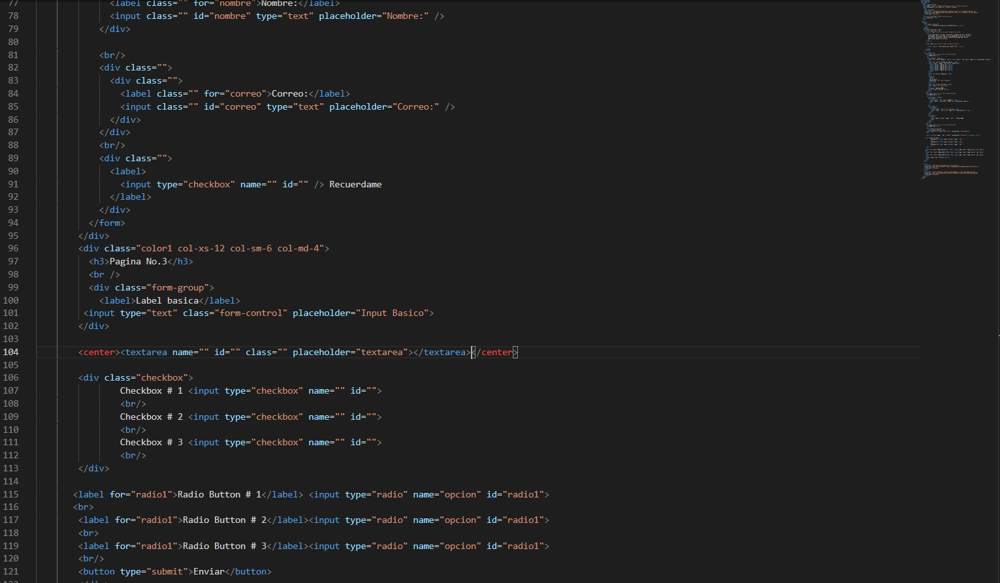 77 <label class="" for="nombre">Nombre:</label>
78 <input class="" id="nombre" type="text" placeholder="Nombre:" />
79 </div>
80
81 <br/>
82 <div class="">
83 <div class="">
84 <label class="" for="correo">Correo:</label>
85 <input class="" id="correo" type="text" placeholder="Correo:" />
86 </div>
87 </div>
88 <br/>
89 <div class="">
90 <label>
91 <input type="checkbox" name="" id="" /> Recuerdame
92 </label>
93 </div>
94 </form>
95 </div>
96 <div class="color1 col-xs-12 col-sm-6 col-md-4">
97 <h3>Pagina No.3</h3>
98 <br />
99 <div class="form-group">
100 <label>Label basica</label>
101 <input type="text" class="form-control" placeholder="Input Basico">
102 </div>
103
104 <center><textarea name="" id="" class="" placeholder="textarea"></textarea></center>
105
106 <div class="checkbox">
107 Checkbox # 1 <input type="checkbox" name="" id="">
108 <br/>
109 Checkbox # 2 <input type="checkbox" name="" id="">
110 <br/>
111 Checkbox # 3 <input type="checkbox" name="" id="">
112 <br/>
113 </div>
114
115 <label for="radio1">Radio Button # 1</label> <input type="radio" name="opcion" id="radio1">
116 <br>
117 <label for="radio1">Radio Button # 2</label><input type="radio" name="opcion" id="radio1">
118 <br>
119 <label for="radio1">Radio Button # 3</label><input type="radio" name="opcion" id="radio1">
120 <br/>
121 <button type="submit">Enviar</button>